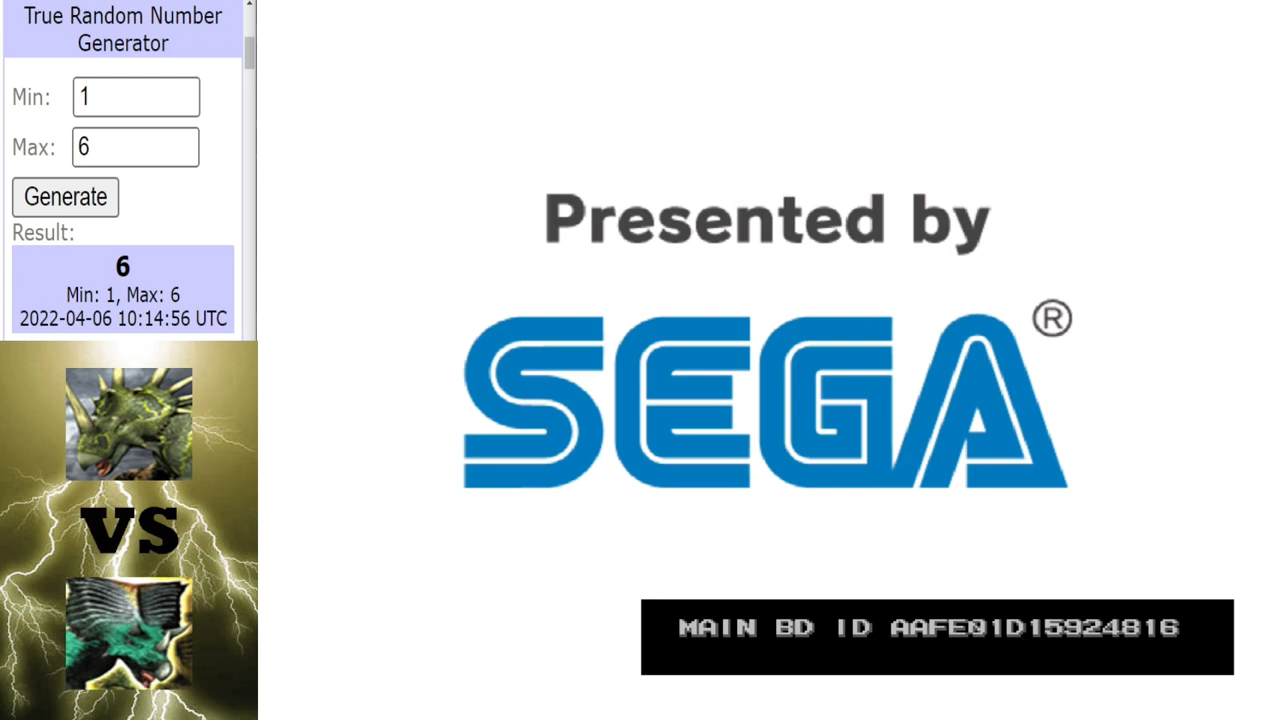 True Random Number
Generator
Min: 1
Max: 6
Generate
Result:
6
Min: 1, Max: 6
2022-04-06 10:14:56 UTC
vs
Presented by
SEGA®
MAIN BD ID AAFE01D15924816